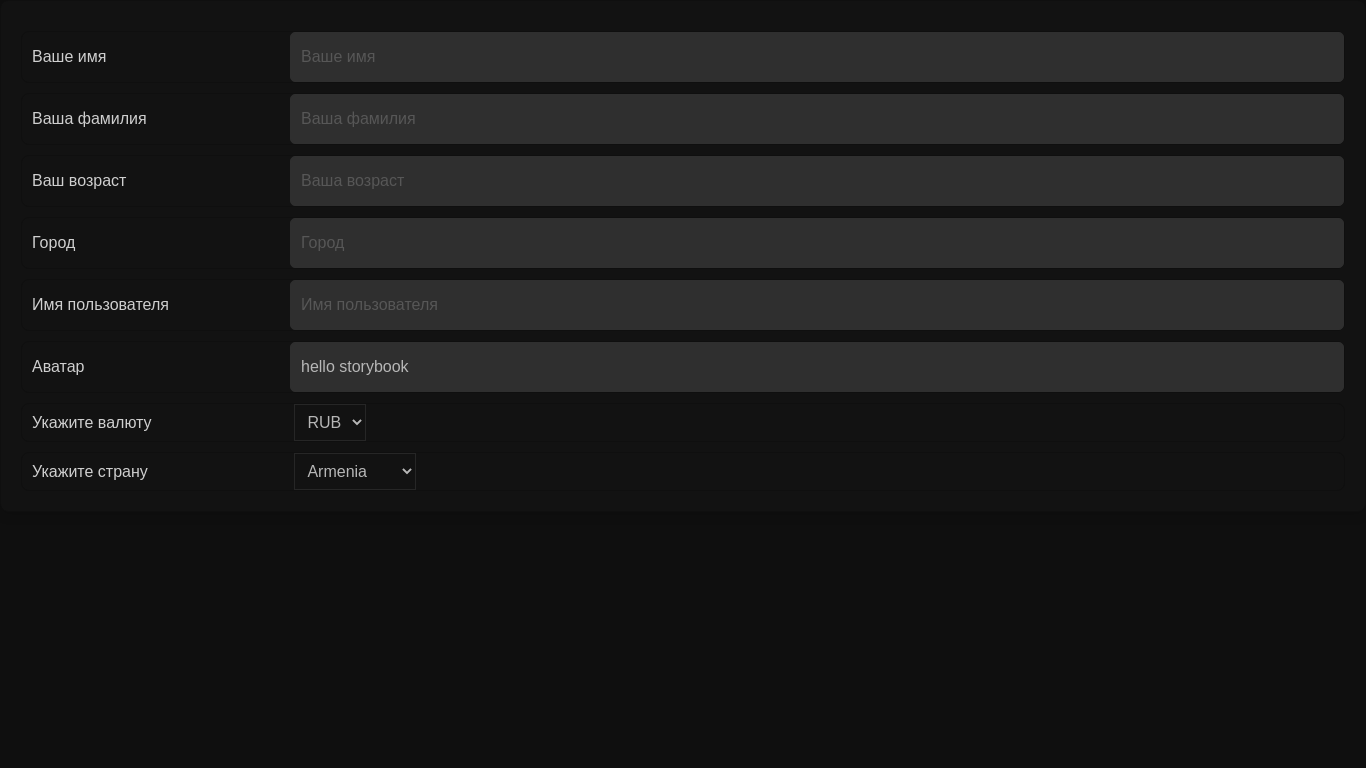 Ваше имя Ваше имя
Ваша фамилия Ваша фамилия
Ваш возраст Ваша возраст
Город Город
Имя пользователя Имя пользователя
Аватар hello storybook
Укажите валюту RUB
Укажите страну Armenia